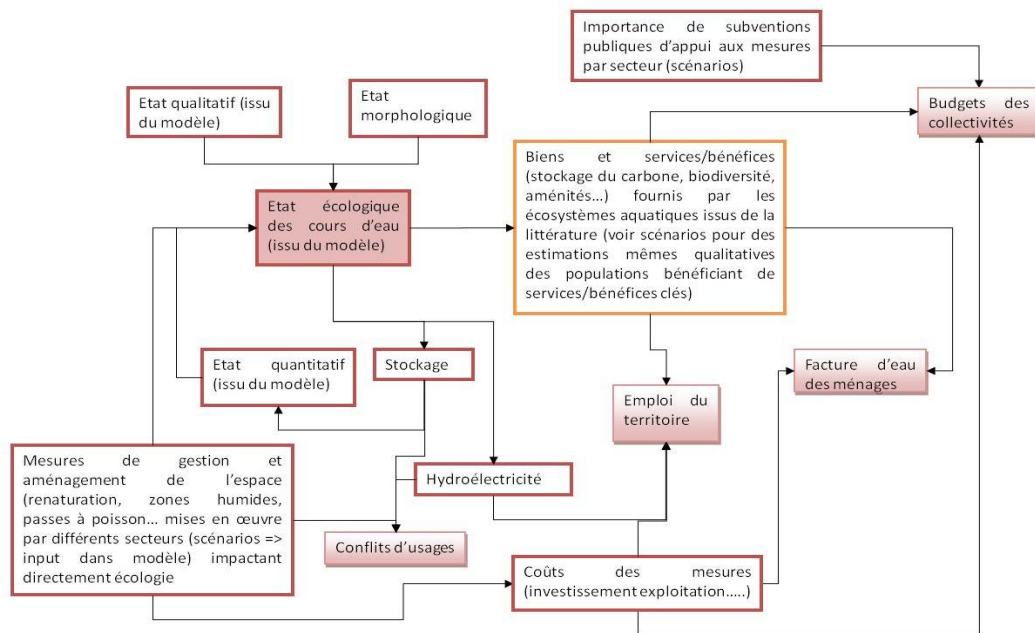 Importance de subventions
publiques d'appui aux mesures
par secteur (scénarios)
Etat qualitatif (issu
du modèle)
Etat
morphologique
Budgets des
collectivités
Biens et services/bénéfices
(stockage du carbone, biodiversité,
aménités…) fournis par les
écosystèmes aquatiques issus de la
littérature (voir scénarios pour des
estimations mêmes qualitatives
des populations bénéficiant de
services/bénéfices clés)
Etat écologique
des cours d'eau
(issu du modèle)
Etat quantitatif
(issu du modèle)
Stockage
Facture d'eau
des ménages
Emploi du
territoire
Mesures de gestion et
aménagement de l'espace
(renaturation, zones humides,
passes à poisson… mises en œuvre
par différents secteurs (scénarios =>
input dans modèle) impactant
directement écologie
Hydroélectricité
Conflits d'usages
Coûts des mesures
(investissement exploitation…..)